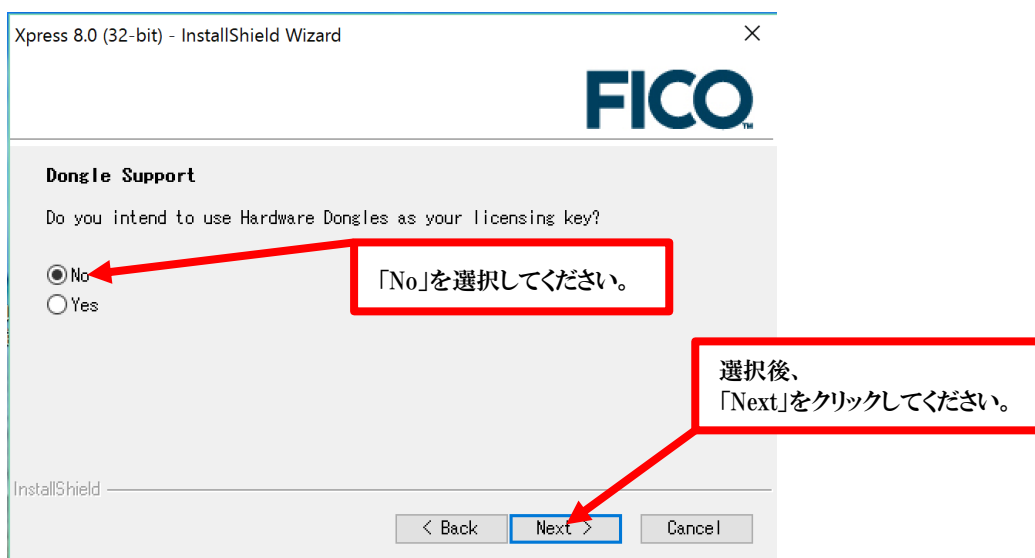 Xpress 8.0 (32-bit) - InstallShield Wizard
FICO™
Dongle Support
Do you intend to use Hardware Dongles as your licensing key?
No
「No」を選択してください。
Yes
選択後、
「Next」をクリックしてください。
InstallShield
< Back
Next >
Cancel